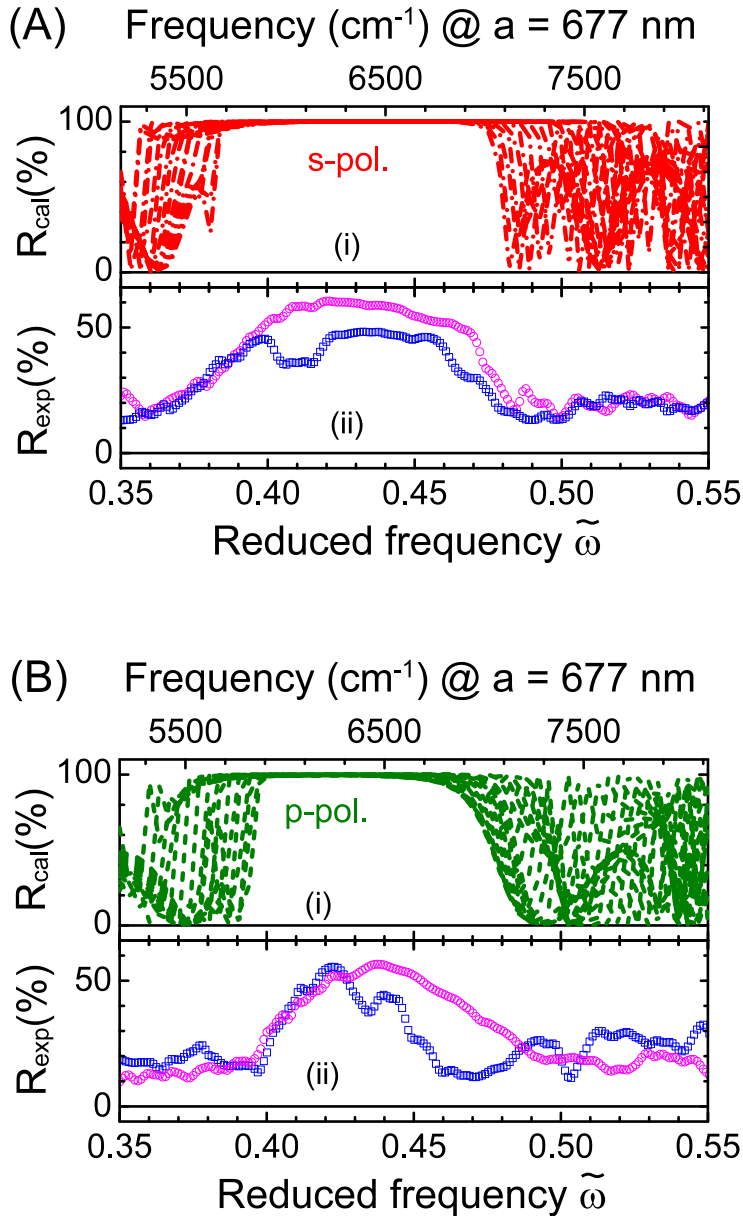 (A) Frequency (cm⁻¹) @ a = 677 nm
5500 6500 7500
100
R_cal(%)
s-pol.
0
(i)
50
R_exp(%)
0
(ii)
0.35 0.40 0.45 0.50 0.55
Reduced frequency ω̃
(B) Frequency (cm⁻¹) @ a = 677 nm
5500 6500 7500
100
R_cal(%)
p-pol.
0
(i)
50
R_exp(%)
0
(ii)
0.35 0.40 0.45 0.50 0.55
Reduced frequency ω̃